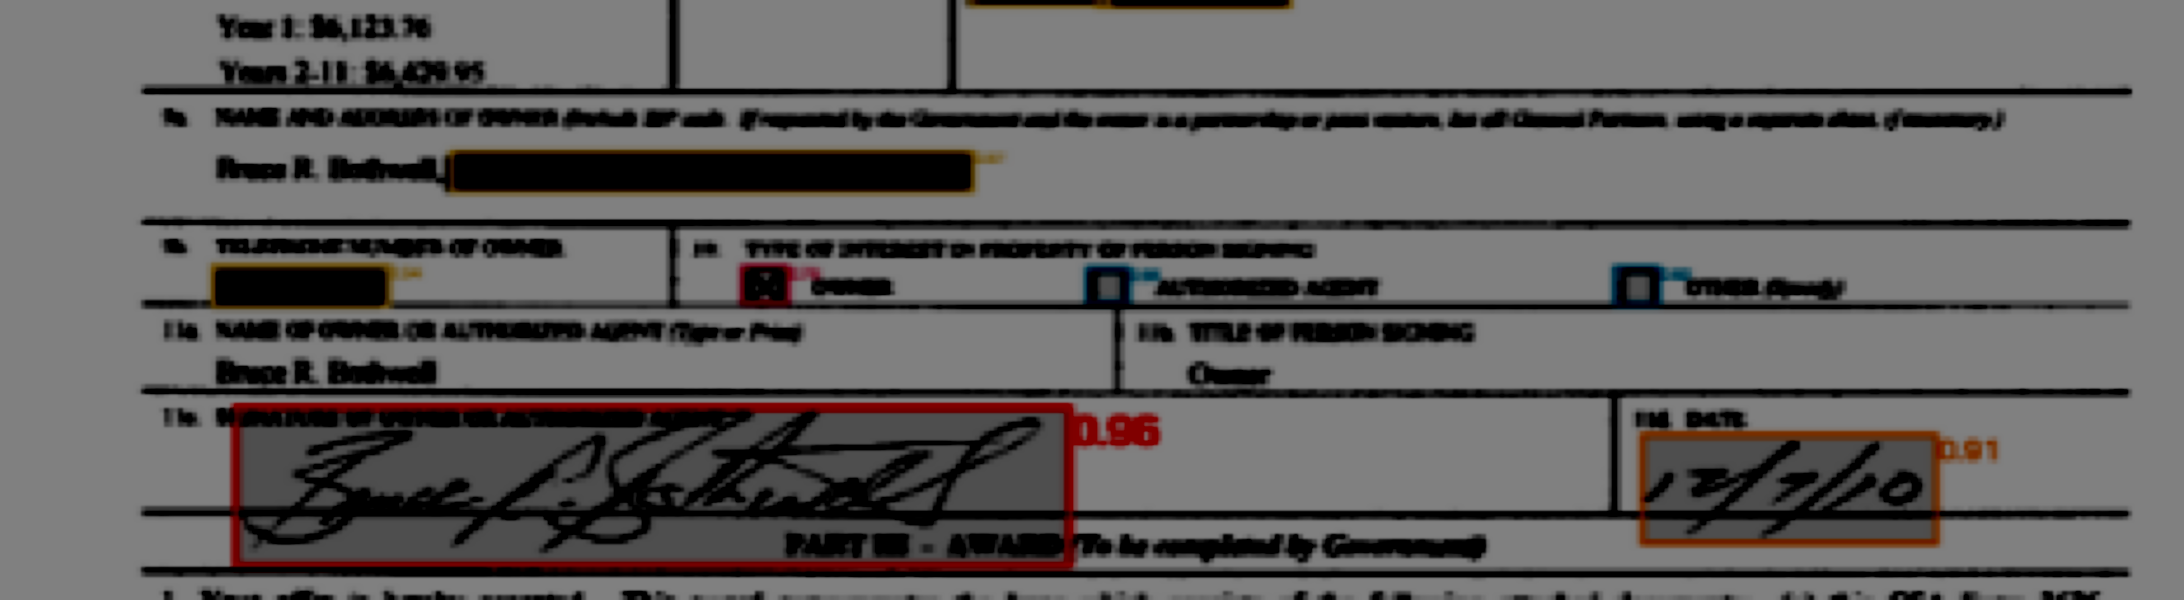 Year 1: $6,123.76
Years 2-11: $6,429.95
9a. NAME AND ADDRESS OF OWNER (Include ZIP code. If requested by the Government and the owner is a partnership or joint venture, list all General Partners, using a separate sheet, if necessary.)
Bruce R. Bothwell,
9b. TELEPHONE NUMBER OF OWNER
10. TYPE OF INTEREST IN PROPERTY OF PERSON SIGNING
OWNER AUTHORIZED AGENT OTHER (Specify)
11a. NAME OF OWNER OR AUTHORIZED AGENT (Type or Print) 11b. TITLE OF PERSON SIGNING
Bruce R. Bothwell Owner
11c. SIGNATURE OF OWNER OR AUTHORIZED AGENT 11d. DATE
0.96 0.91
Bruce R. Bothwell 12/7/10
PART III - AWARD (To be completed by Government)